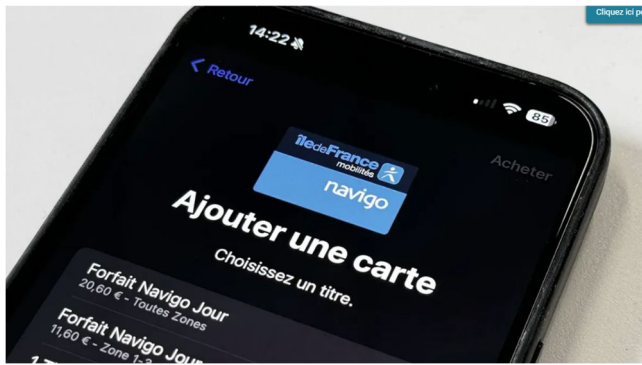 Cliquez ici
14:22
Retour
85
Acheter
îledeFrance
mobilités
navigo
Ajouter une carte
Choisissez un titre.
Forfait Navigo Jour
20,60 € - Toutes Zones
Forfait Navigo Jour
11,60 € - Zone 1-2